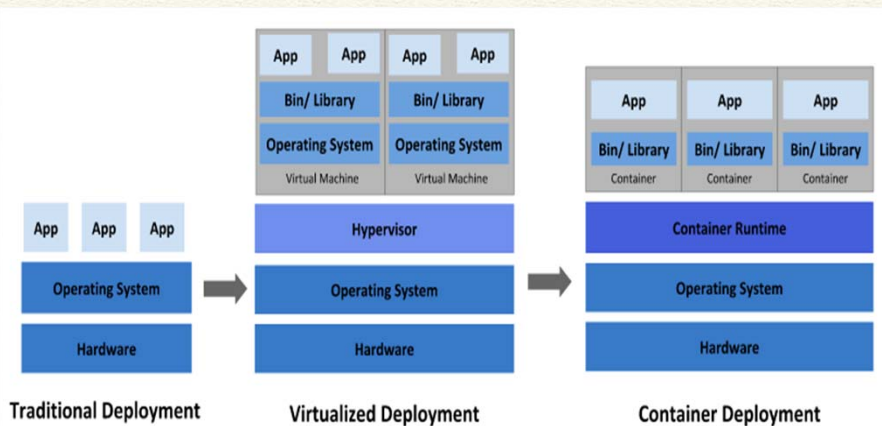 App App App
Operating System
Hardware
Traditional Deployment
App App App App
Bin/ Library Bin/ Library
Operating System Operating System
Virtual Machine Virtual Machine
Hypervisor
Operating System
Hardware
Virtualized Deployment
App App App
Bin/ Library Bin/ Library Bin/ Library
Container Container Container
Container Runtime
Operating System
Hardware
Container Deployment